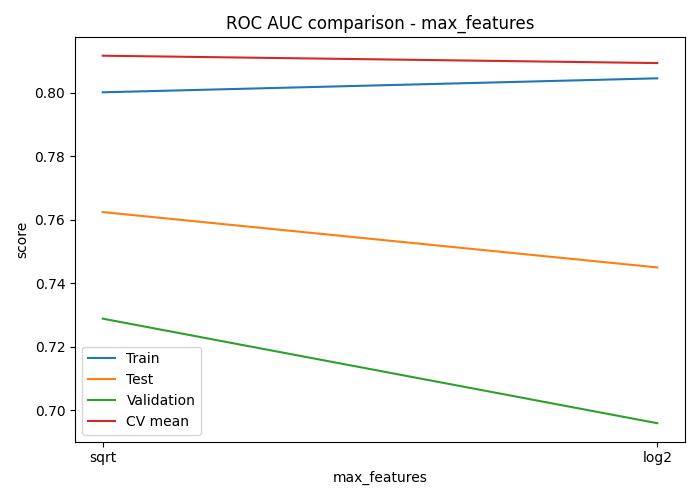 ROC AUC comparison - max_features
score
0.80
0.78
0.76
0.74
0.72
0.70
Train
Test
Validation
CV mean
sqrt
log2
max_features